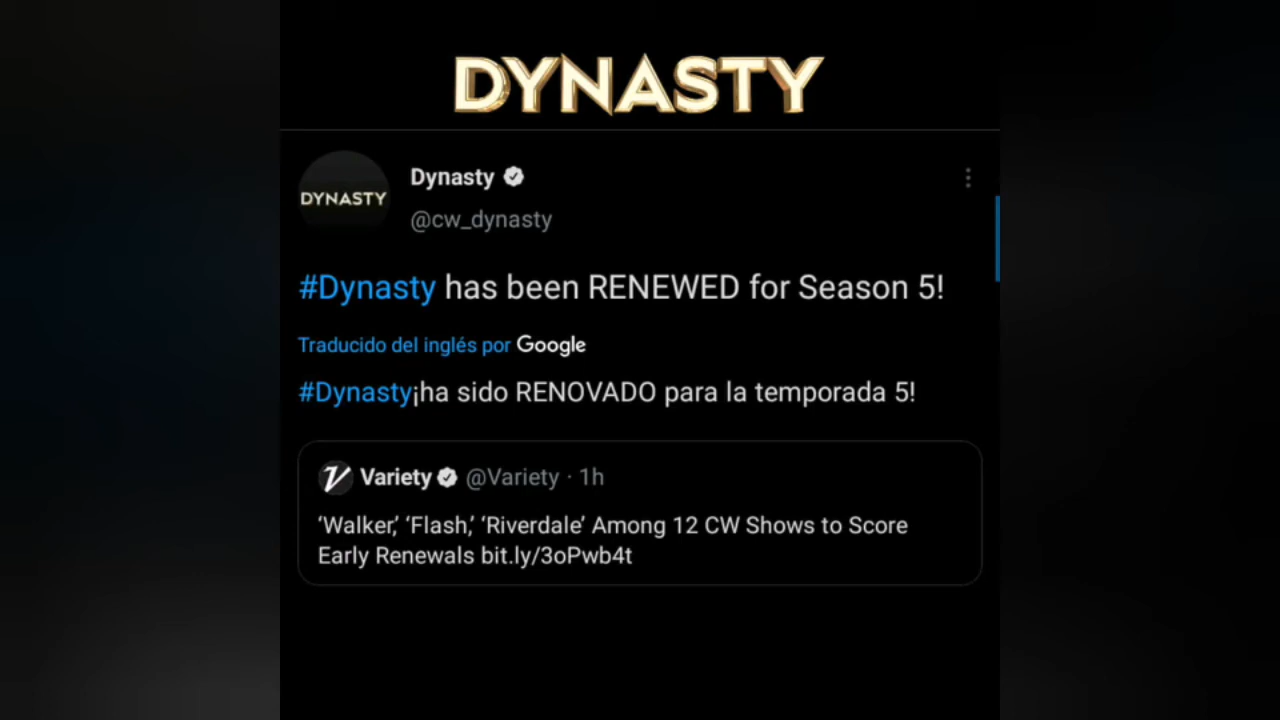 DYNASTY
DYNASTY
Dynasty
@cw_dynasty
#Dynasty has been RENEWED for Season 5!
Traducido del inglés por Google
#Dynasty¡ha sido RENOVADO para la temporada 5!
Variety @Variety · 1h
‘Walker,’ ‘Flash,’ ‘Riverdale’ Among 12 CW Shows to Score
Early Renewals bit.ly/3oPwb4t